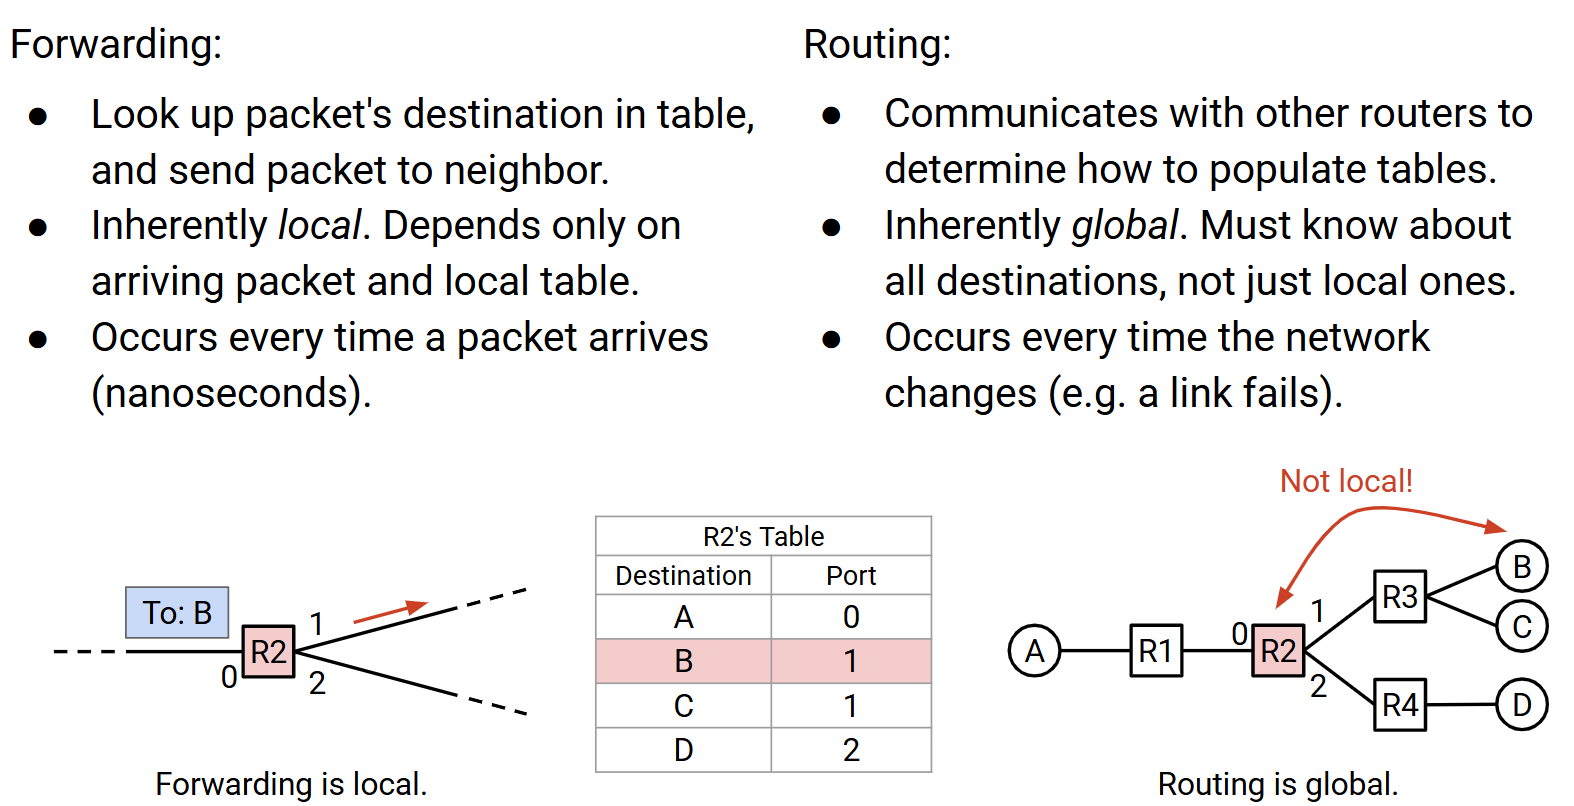 Forwarding:
● Look up packet's destination in table,
and send packet to neighbor.
● Inherently local. Depends only on
arriving packet and local table.
● Occurs every time a packet arrives
(nanoseconds).
Routing:
● Communicates with other routers to
determine how to populate tables.
● Inherently global. Must know about
all destinations, not just local ones.
● Occurs every time the network
changes (e.g. a link fails).
To: B
R2
0
1
2
Forwarding is local.
R2's Table
Destination Port
A 0
B 1
C 1
D 2
Not local!
A
R1
0
R2
1
2
R3
R4
B
C
D
Routing is global.